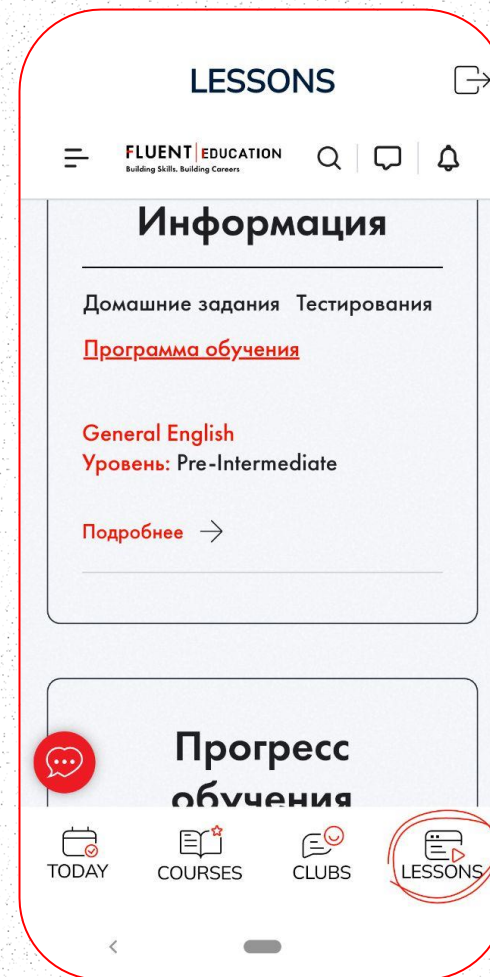 LESSONS
FLUENT EDUCATION
Building Skills. Building Careers
Информация
Домашние задания Тестирования
Программа обучения
General English
Уровень: Pre-Intermediate
Подробнее
Прогресс
обучения
TODAY COURSES CLUBS LESSONS